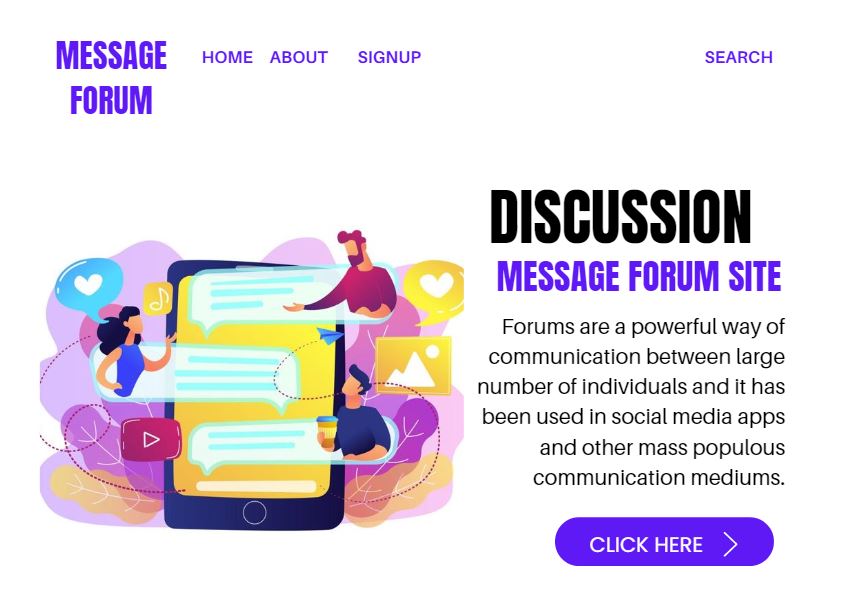 MESSAGE
FORUM
HOME ABOUT SIGNUP SEARCH
DISCUSSION
MESSAGE FORUM SITE
Forums are a powerful way of
communication between large
number of individuals and it has
been used in social media apps
and other mass populous
communication mediums.
CLICK HERE